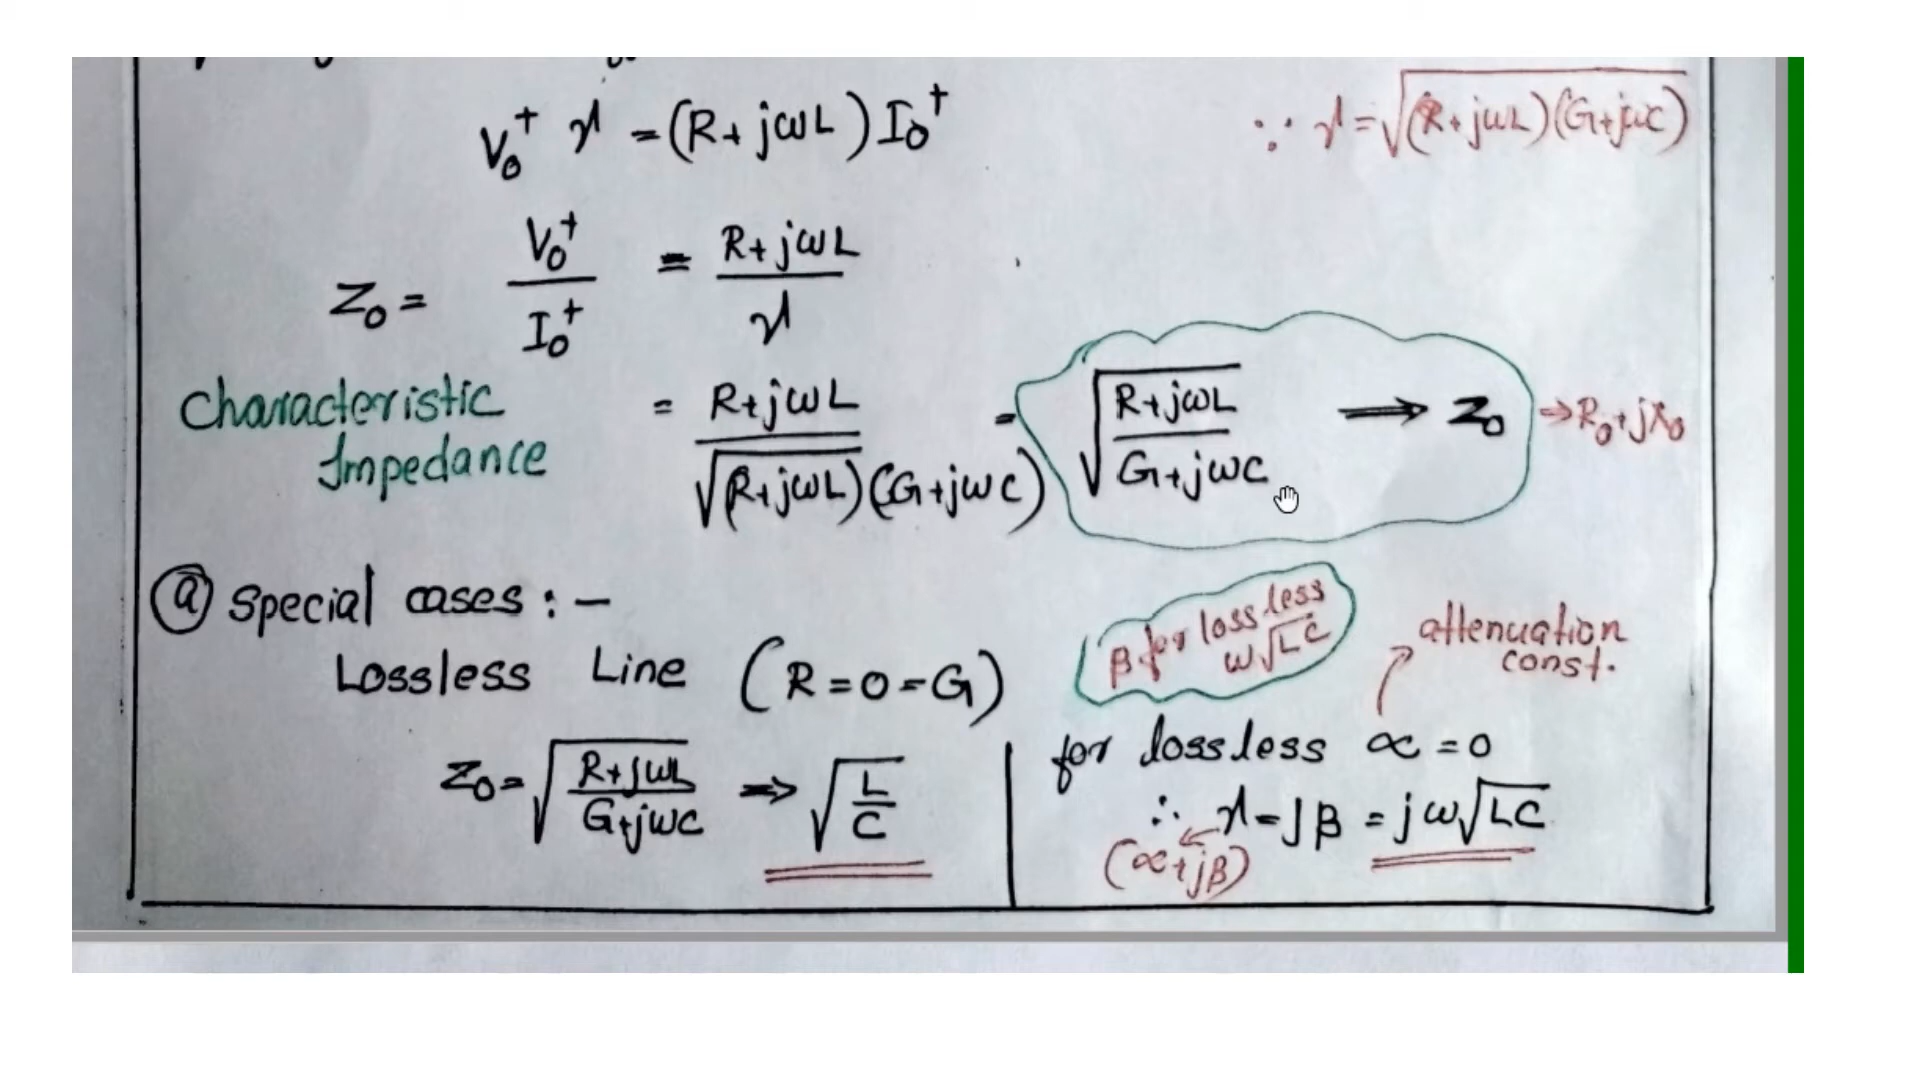 V₀⁺ γ = (R + jωL) I₀⁺
∵ γ = √(R + jωL)(G + jωC)
Z₀ = V₀⁺ / I₀⁺ = R + jωL / γ
Characteristic Impedance
= R + jωL / √(R + jωL)(G + jωC) = √(R + jωL / G + jωC) ⟹ Z₀ ⇒ R₀ + jX₀
(a) Special cases : –
Lossless Line (R = 0 = G)
Z₀ = √(R + jωL / G + jωC) ⇒ √(L / C)
β for lossless
ω√LC
attenuation
const.
for lossless ∝ = 0
∴ γ = Jβ = jω√LC
(∝ + jβ)